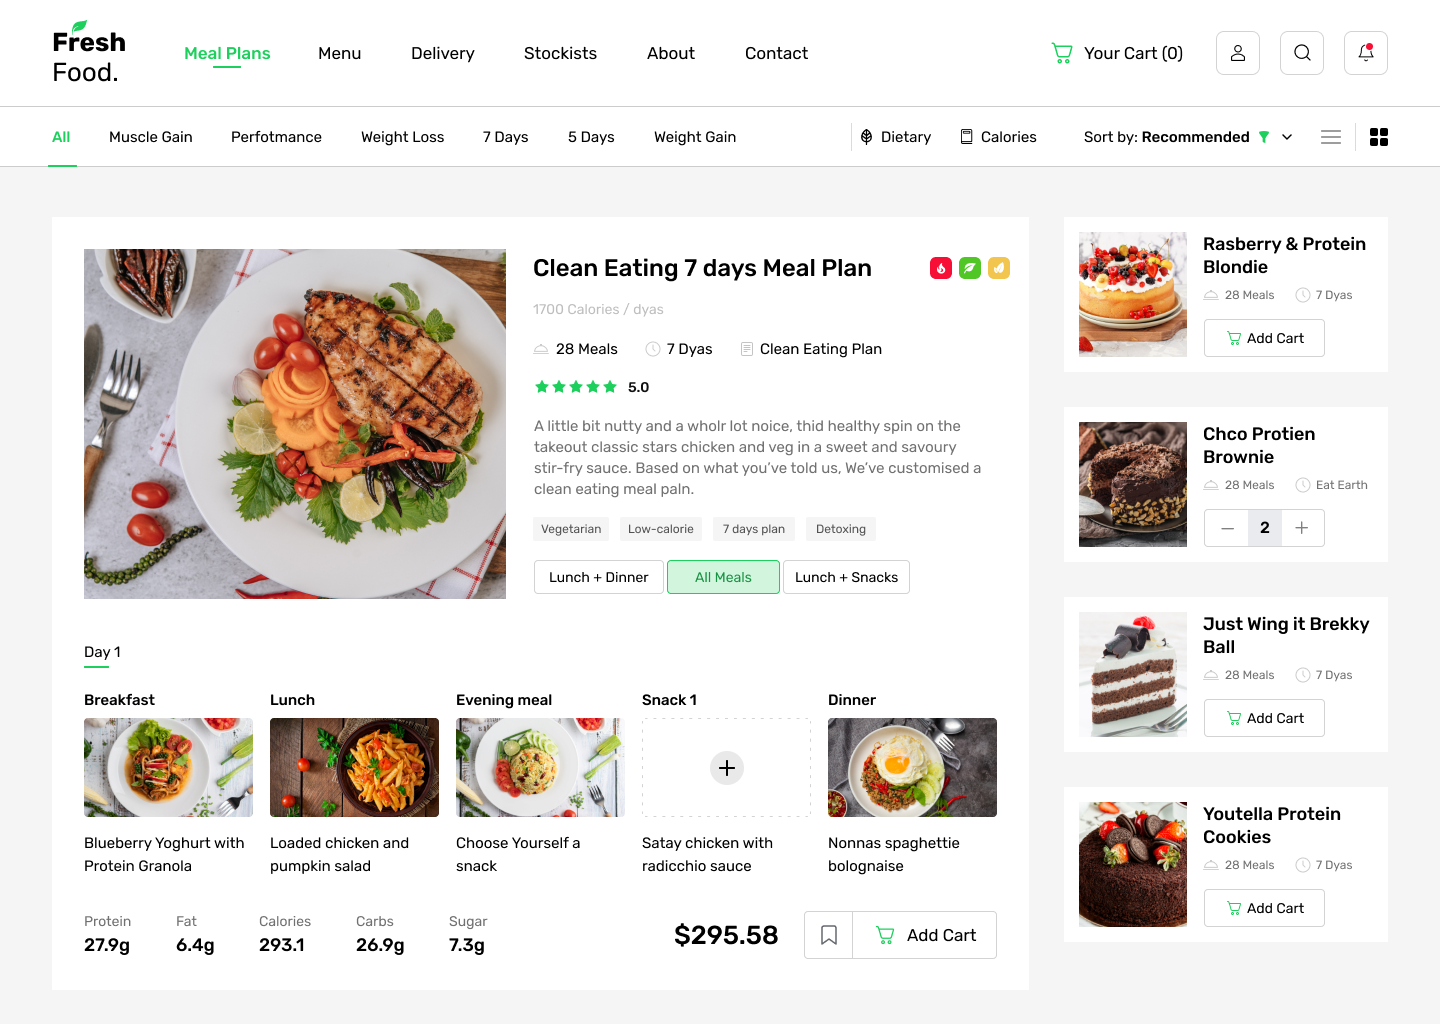 Fresh
Food.
Meal Plans
Menu
Delivery
Stockists
About
Contact
Your Cart (0)
All
Muscle Gain
Perfotmance
Weight Loss
7 Days
5 Days
Weight Gain
Dietary
Calories
Sort by: Recommended
Clean Eating 7 days Meal Plan
1700 Calories / dyas
28 Meals
7 Dyas
Clean Eating Plan
5.0
A little bit nutty and a wholr lot noice, thid healthy spin on the
takeout classic stars chicken and veg in a sweet and savoury
stir-fry sauce. Based on what you’ve told us, We’ve customised a
clean eating meal paln.
Vegetarian
Low-calorie
7 days plan
Detoxing
Lunch + Dinner
All Meals
Lunch + Snacks
Day 1
Breakfast
Blueberry Yoghurt with
Protein Granola
Lunch
Loaded chicken and
pumpkin salad
Evening meal
Choose Yourself a
snack
Snack 1
Satay chicken with
radicchio sauce
Dinner
Nonnas spaghettie
bolognaise
Protein
27.9g
Fat
6.4g
Calories
293.1
Carbs
26.9g
Sugar
7.3g
$295.58
Add Cart
Rasberry & Protein
Blondie
28 Meals
7 Dyas
Add Cart
Chco Protien
Brownie
28 Meals
Eat Earth
2
Just Wing it Brekky
Ball
28 Meals
7 Dyas
Add Cart
Youtella Protein
Cookies
28 Meals
7 Dyas
Add Cart